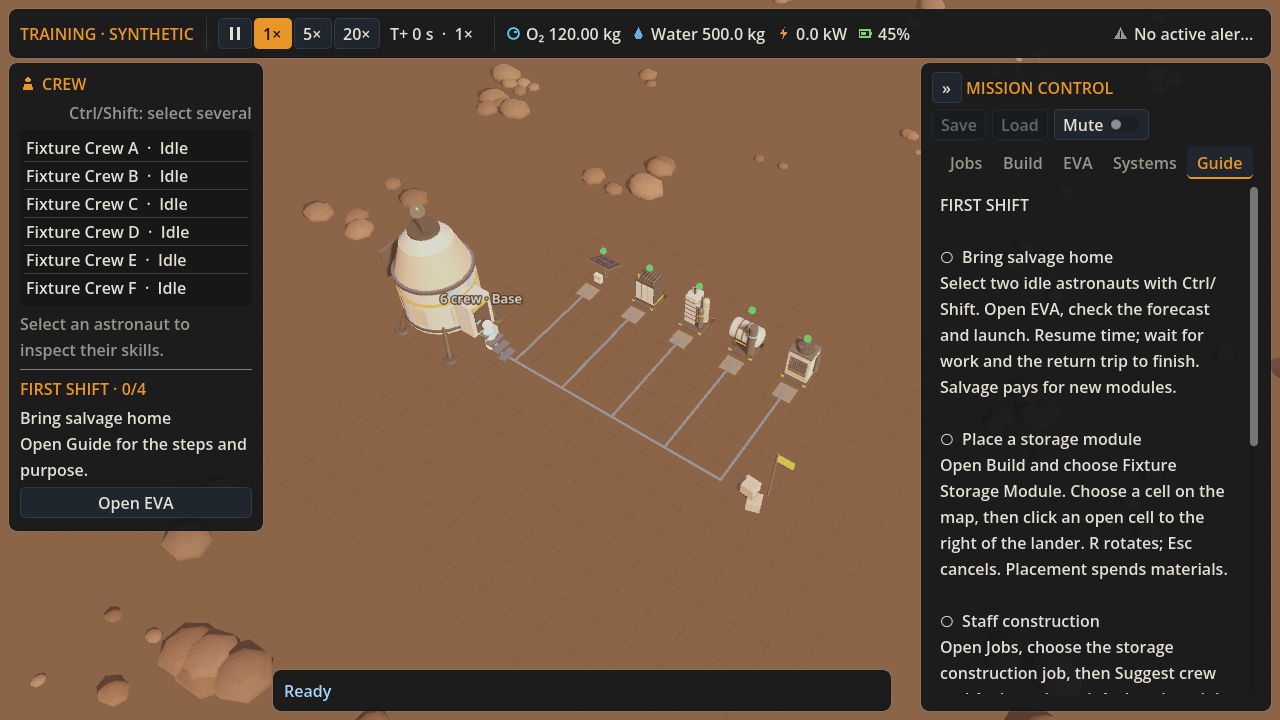 TRAINING · SYNTHETIC
1×
5×
20×
T+ 0 s · 1×
O₂ 120.00 kg
Water 500.0 kg
0.0 kW
45%
No active aler...
CREW
Ctrl/Shift: select several
Fixture Crew A · Idle
Fixture Crew B · Idle
Fixture Crew C · Idle
Fixture Crew D · Idle
Fixture Crew E · Idle
Fixture Crew F · Idle
Select an astronaut to
inspect their skills.
FIRST SHIFT · 0/4
Bring salvage home
Open Guide for the steps and
purpose.
Open EVA
6 crew · Base
Ready
» MISSION CONTROL
Save
Load
Mute
Jobs
Build
EVA
Systems
Guide
FIRST SHIFT
○ Bring salvage home
Select two idle astronauts with Ctrl/
Shift. Open EVA, check the forecast
and launch. Resume time; wait for
work and the return trip to finish.
Salvage pays for new modules.
○ Place a storage module
Open Build and choose Fixture
Storage Module. Choose a cell on the
map, then click an open cell to the
right of the lander. R rotates; Esc
cancels. Placement spends materials.
○ Staff construction
Open Jobs, choose the storage
construction job, then Suggest crew